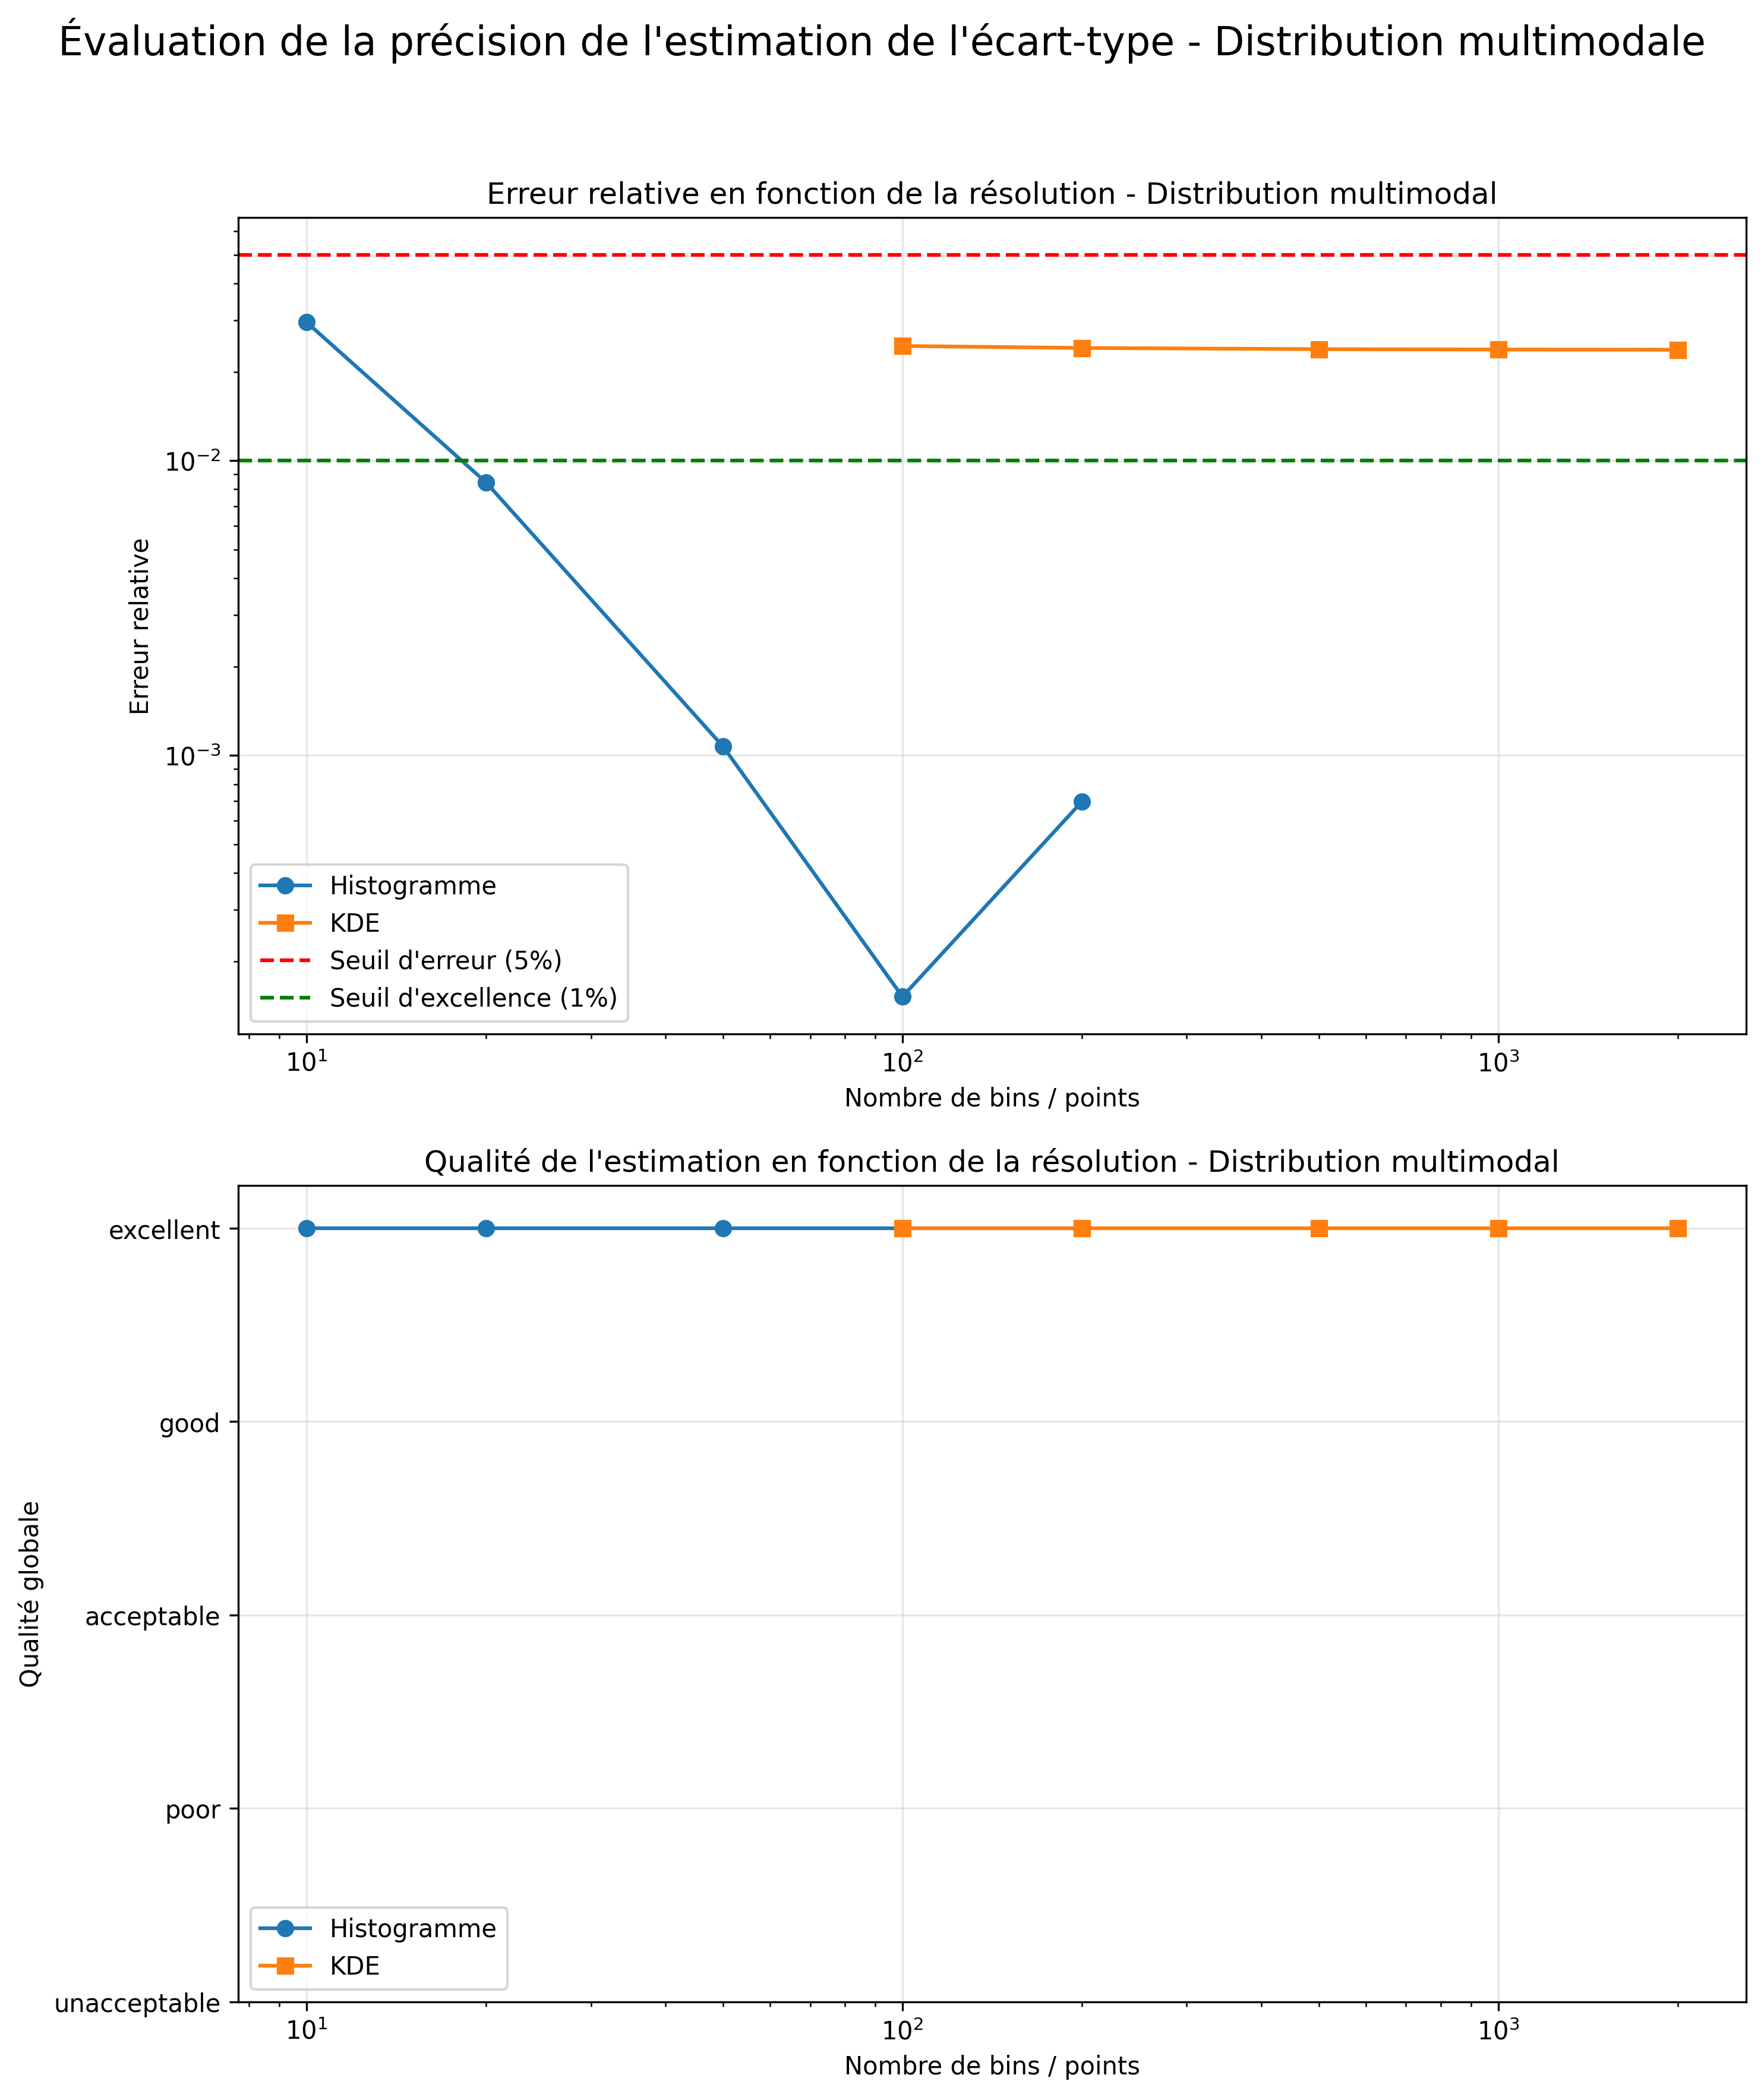 Évaluation de la précision de l'estimation de l'écart-type - Distribution multimodale
Erreur relative en fonction de la résolution - Distribution multimodal
Erreur relative
10⁻²
10⁻³
Histogramme
KDE
Seuil d'erreur (5%)
Seuil d'excellence (1%)
10¹
10²
10³
Nombre de bins / points
Qualité de l'estimation en fonction de la résolution - Distribution multimodal
Qualité globale
excellent
good
acceptable
poor
unacceptable
Histogramme
KDE
10¹
10²
10³
Nombre de bins / points